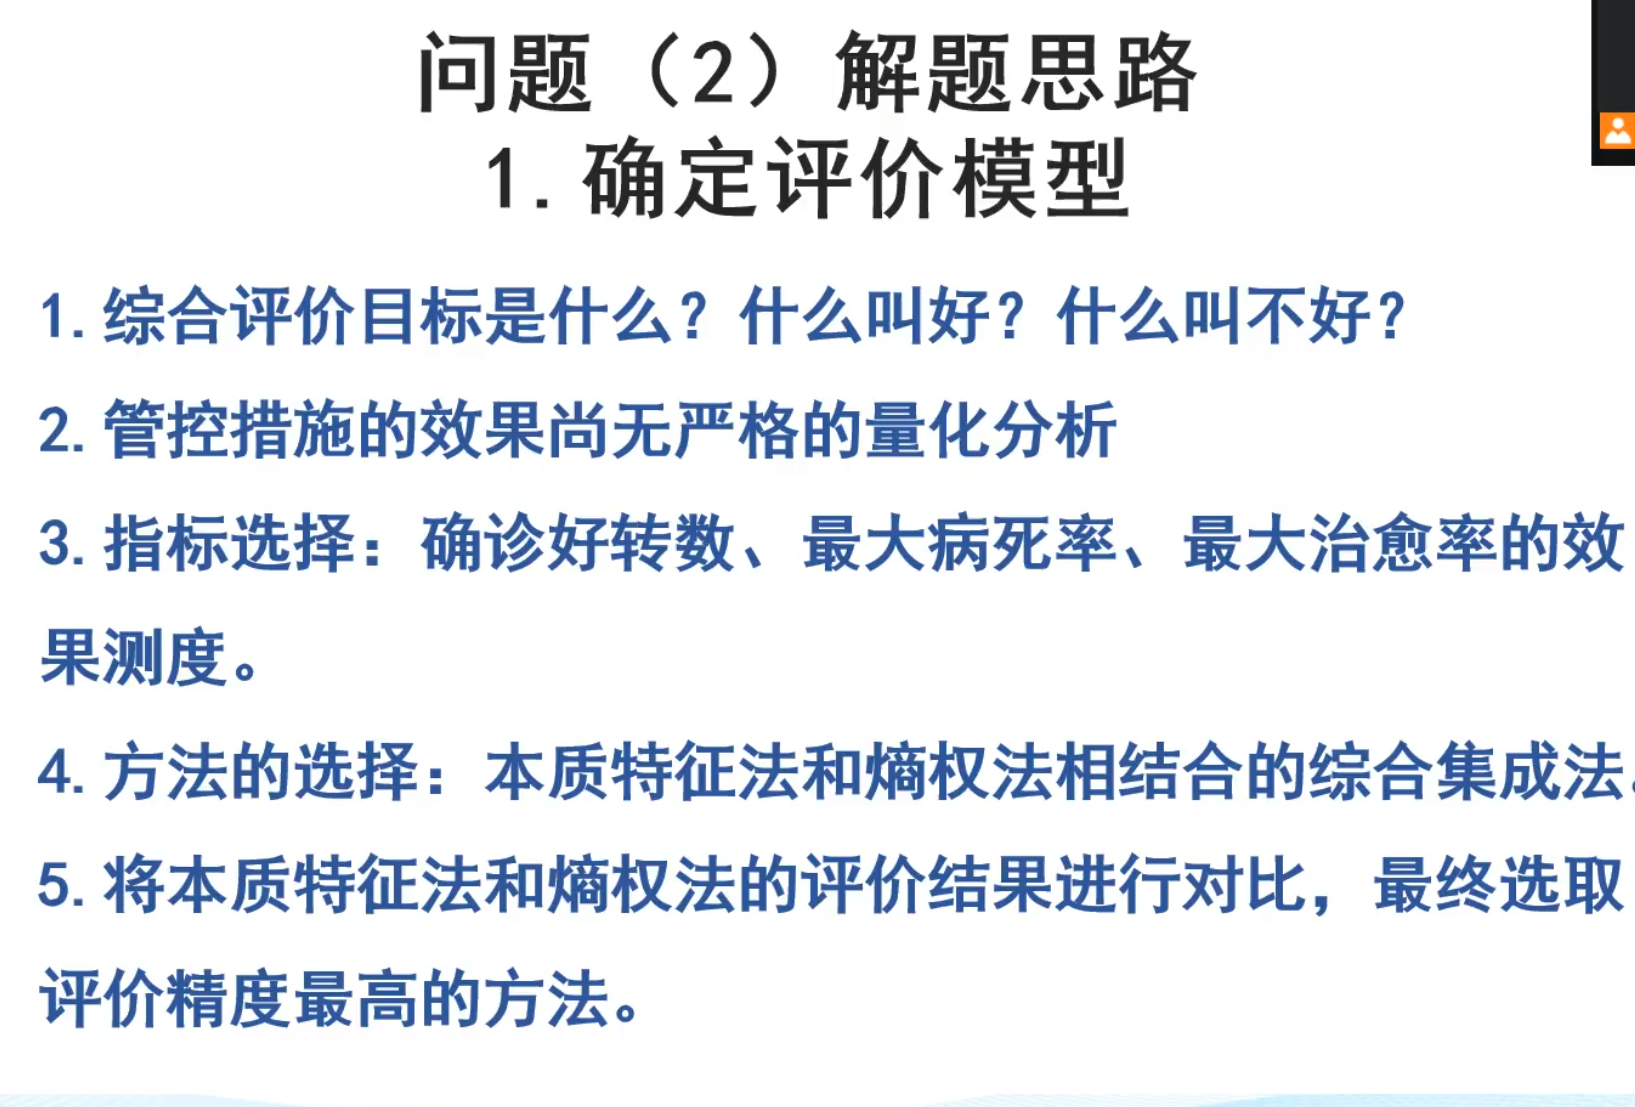 问题（2）解题思路
1.确定评价模型
1.综合评价目标是什么？什么叫好？什么叫不好？
2.管控措施的效果尚无严格的量化分析
3.指标选择：确诊好转数、最大病死率、最大治愈率的效
果测度。
4.方法的选择：本质特征法和熵权法相结合的综合集成法。
5.将本质特征法和熵权法的评价结果进行对比，最终选取
评价精度最高的方法。